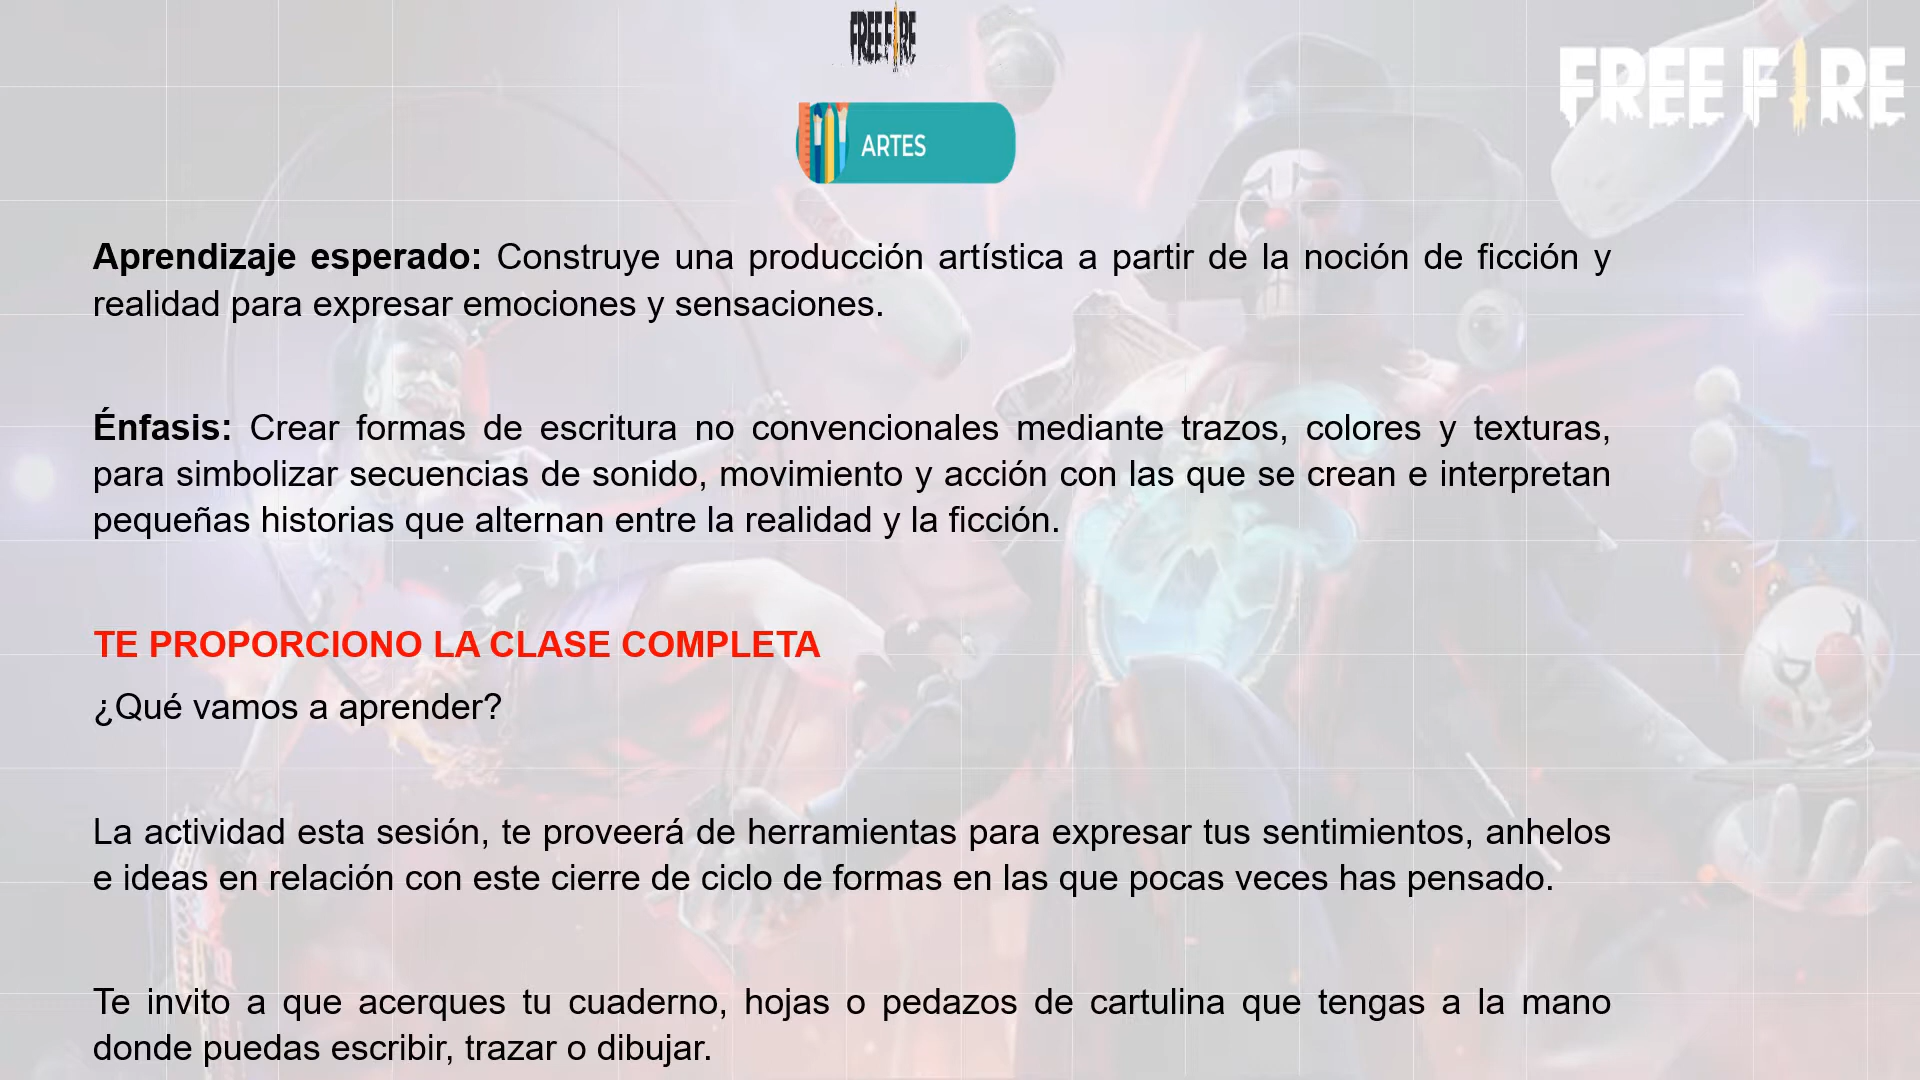 FREE FIRE
FREE FIRE
ARTES
Aprendizaje esperado: Construye una producción artística a partir de la noción de ficción y
realidad para expresar emociones y sensaciones.
Énfasis: Crear formas de escritura no convencionales mediante trazos, colores y texturas,
para simbolizar secuencias de sonido, movimiento y acción con las que se crean e interpretan
pequeñas historias que alternan entre la realidad y la ficción.
TE PROPORCIONO LA CLASE COMPLETA
¿Qué vamos a aprender?
La actividad esta sesión, te proveerá de herramientas para expresar tus sentimientos, anhelos
e ideas en relación con este cierre de ciclo de formas en las que pocas veces has pensado.
Te invito a que acerques tu cuaderno, hojas o pedazos de cartulina que tengas a la mano
donde puedas escribir, trazar o dibujar.